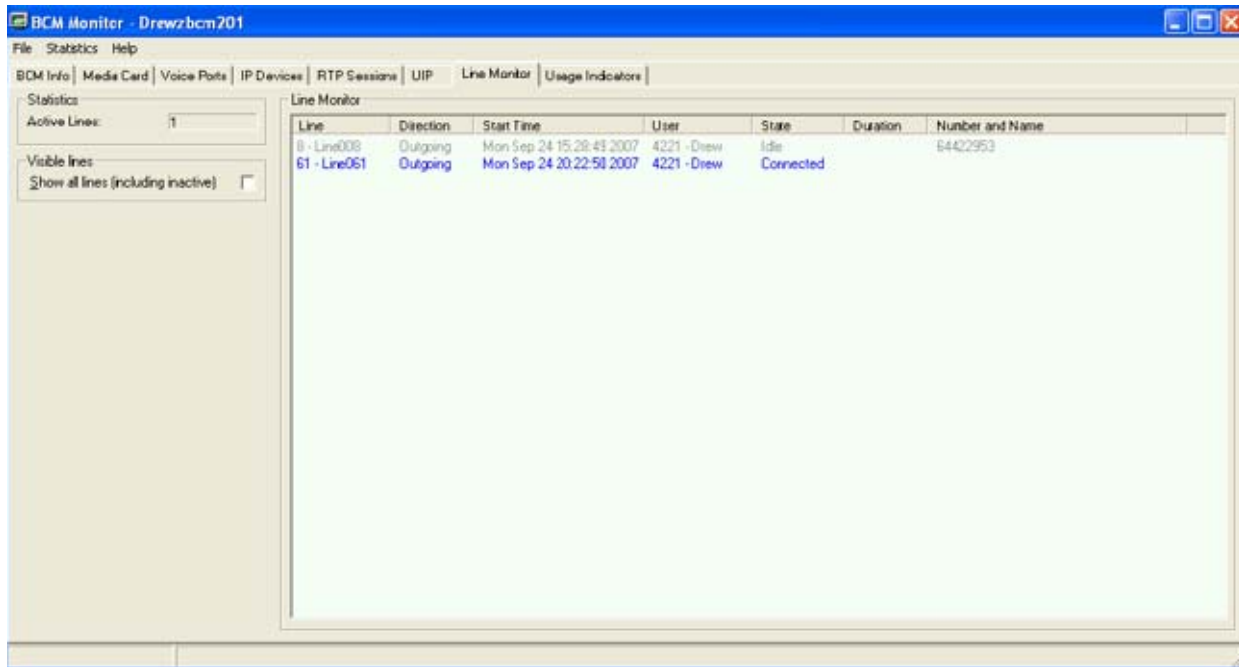 BCM Monitor - Drewzbcm201
File Statistics Help
BCM Info Media Card Voice Ports IP Devices RTP Sessions UIP Line Monitor Usage Indicators
Statistics
Active Lines: 1
Visible lines
Show all lines (including inactive)
Line Monitor
Line Direction Start Time User State Duration Number and Name
8 - Line008 Outgoing Mon Sep 24 15:28:49 2007 4221 - Drew Idle 64422953
61 - Line061 Outgoing Mon Sep 24 20:22:58 2007 4221 - Drew Connected